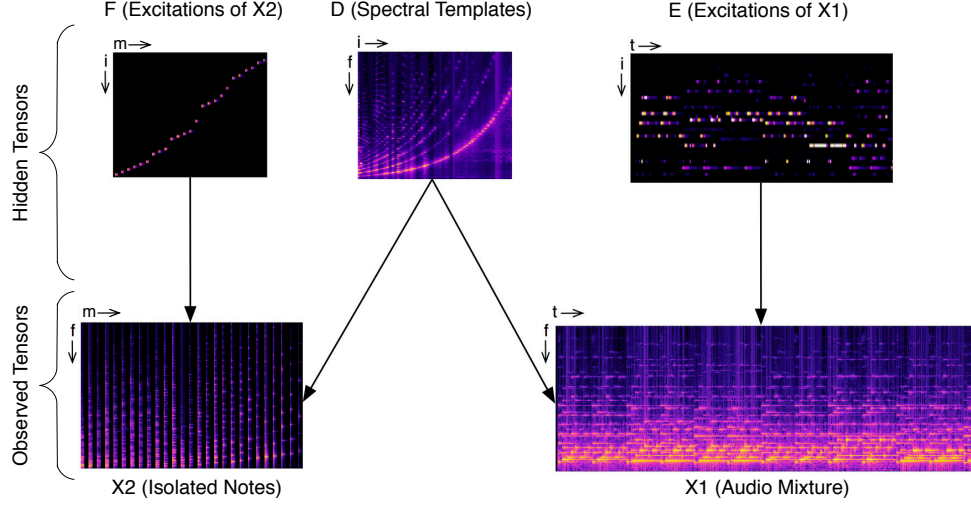 F (Excitations of X2)
D (Spectral Templates)
E (Excitations of X1)
m
i
i
f
t
i
Hidden Tensors
Observed Tensors
m
f
t
f
X2 (Isolated Notes)
X1 (Audio Mixture)